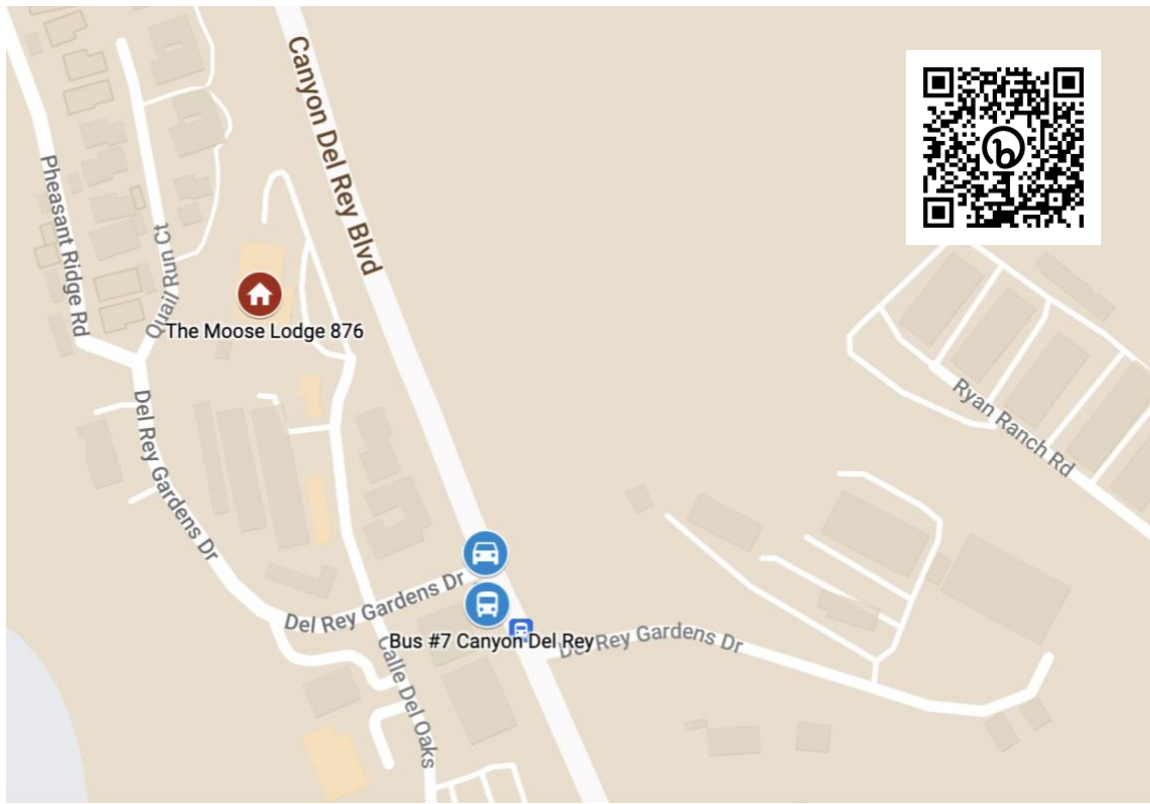 Canyon Del Rey Blvd
Pheasant Ridge Rd
Quail Run Ct
The Moose Lodge 876
Ryan Ranch Rd
Del Rey Gardens Dr
Del Rey Gardens Dr
Bus #7 Canyon Del Rey
Del Rey Gardens Dr
Calle Del Oaks
b